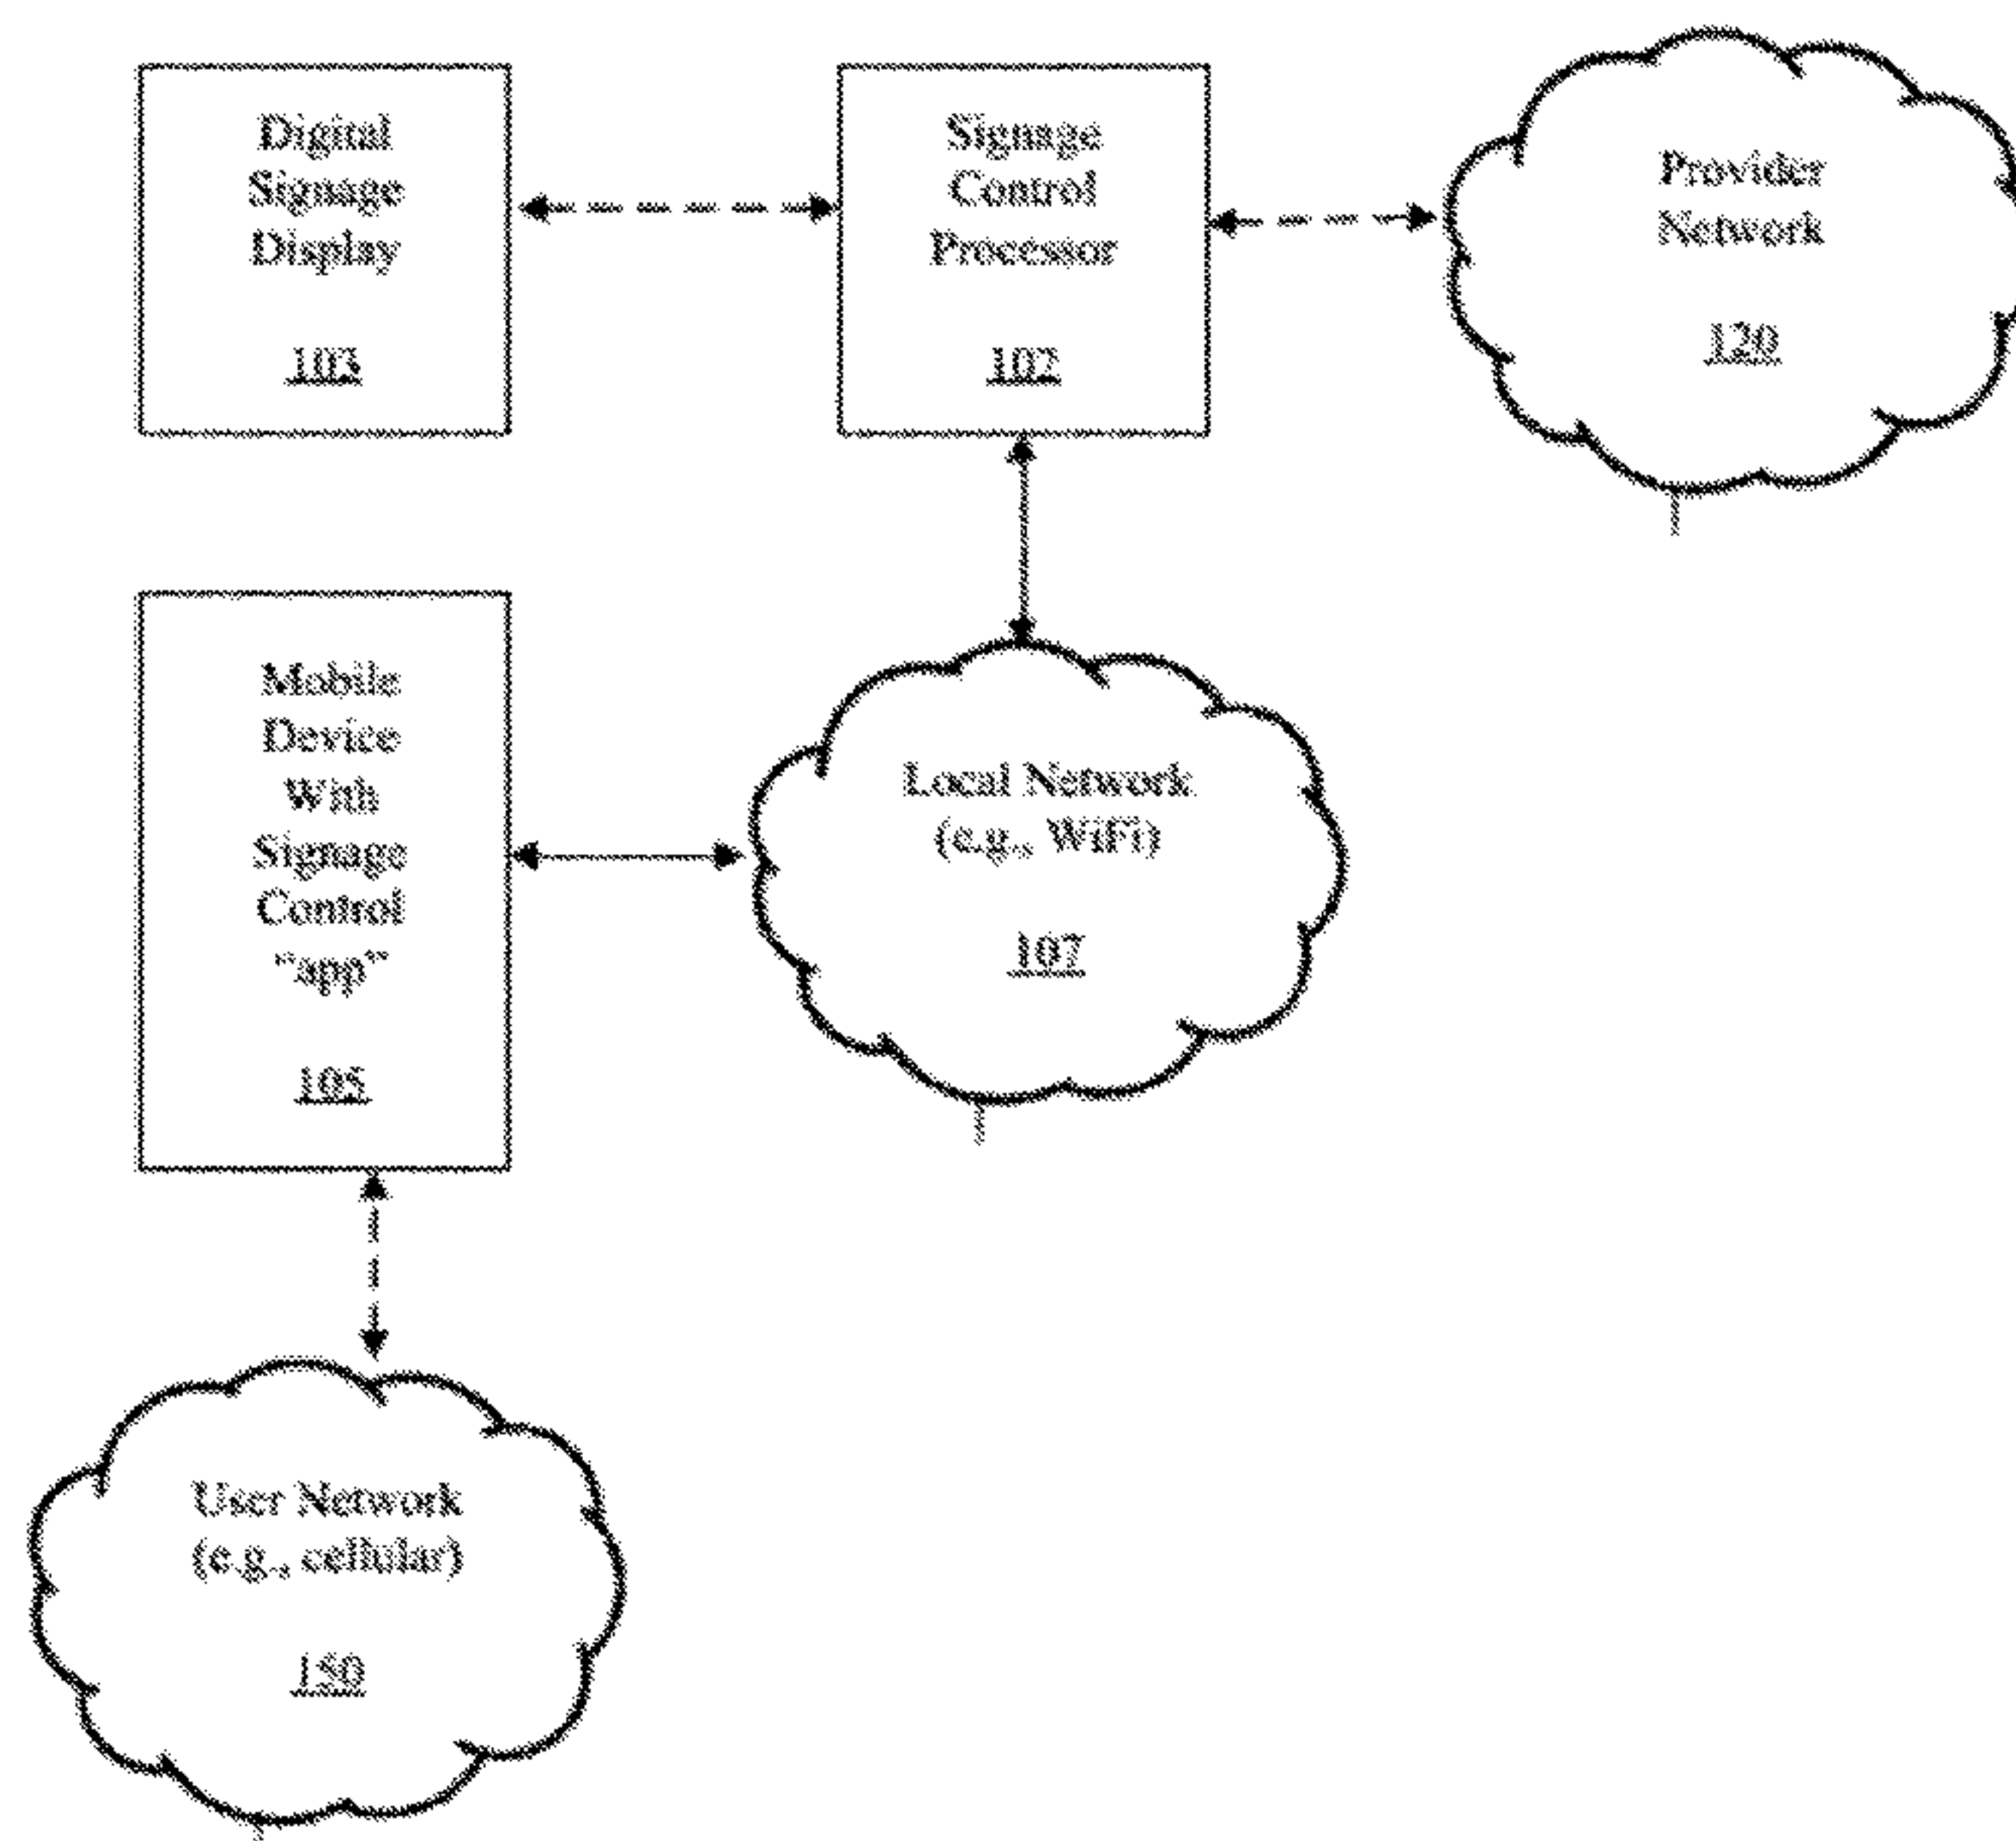 Digital
Signage
Display
103
Signage
Control
Processor
102
Provider
Network
120
Mobile
Device
With
Signage
Control
“app”
105
Local Network
(e.g., WiFi)
107
User Network
(e.g., cellular)
150